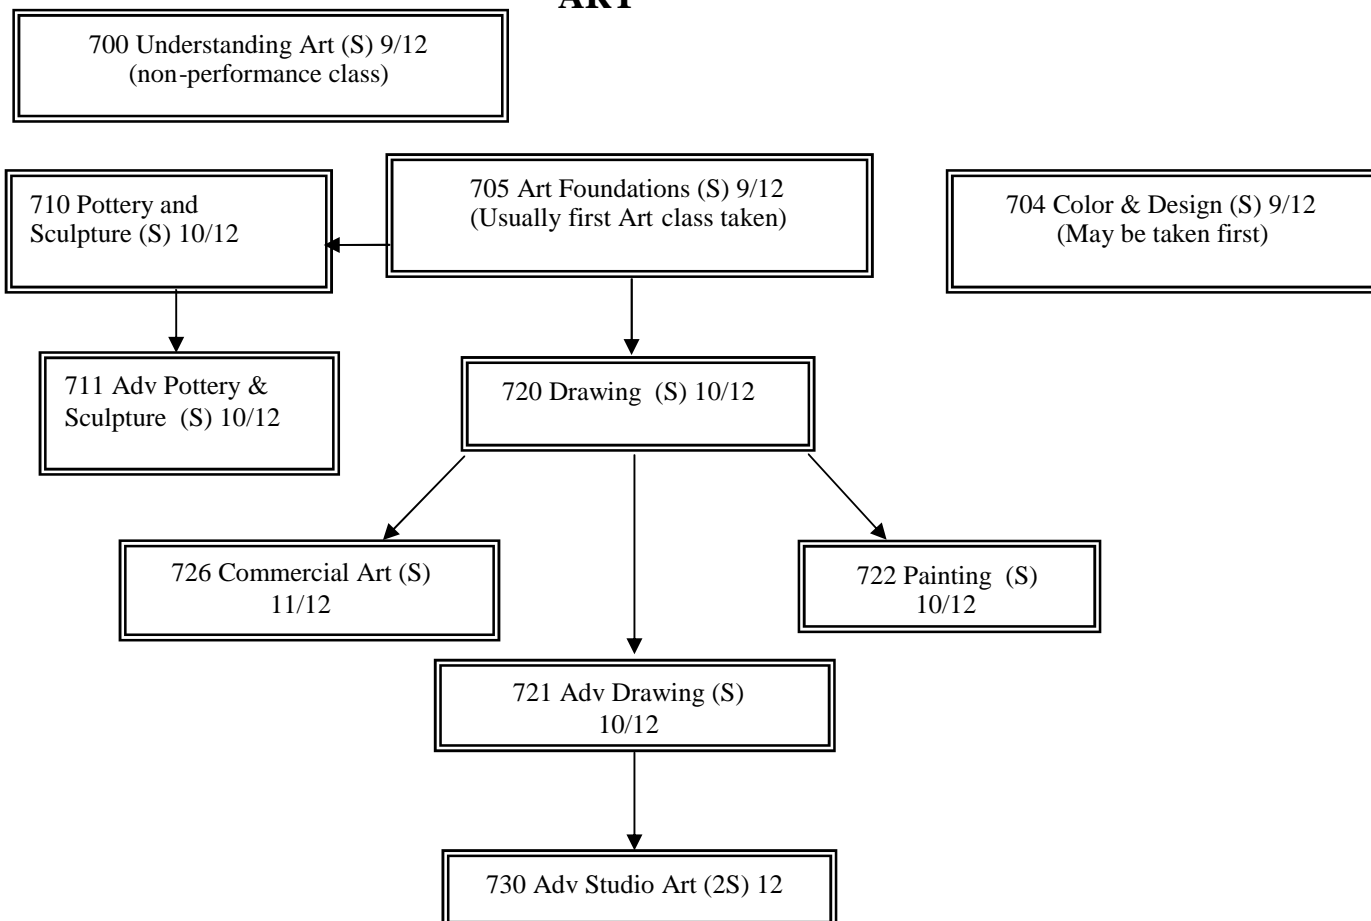 ART
700 Understanding Art (S) 9/12
(non-performance class)
710 Pottery and
Sculpture (S) 10/12
705 Art Foundations (S) 9/12
(Usually first Art class taken)
704 Color & Design (S) 9/12
(May be taken first)
711 Adv Pottery &
Sculpture (S) 10/12
720 Drawing (S) 10/12
726 Commercial Art (S)
11/12
722 Painting (S)
10/12
721 Adv Drawing (S)
10/12
730 Adv Studio Art (2S) 12